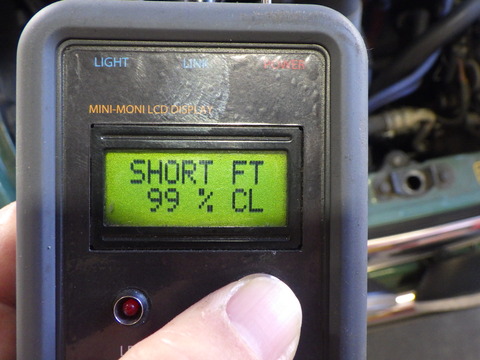 LIGHT LINK POWER
MINI-MONI LCD DISPLAY
SHORT FT
99 % CL